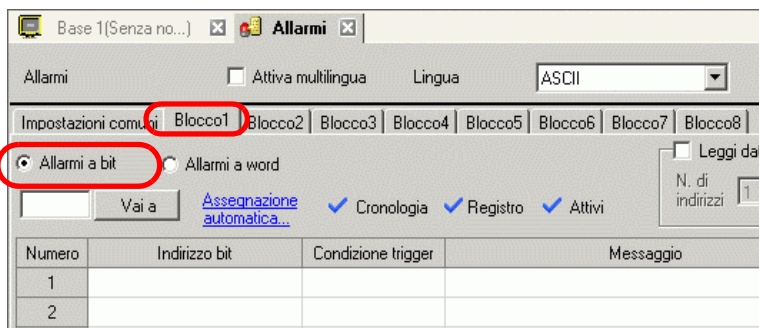 Base 1(Senza no...) Allarmi
Allarmi Attiva multilingua Lingua ASCII
Impostazioni comuni Blocco1 Blocco2 Blocco3 Blocco4 Blocco5 Blocco6 Blocco7 Blocco8
Allarmi a bit Allarmi a word Leggi dat
N. di
indirizzi 1
Vai a Assegnazione
automatica... Cronologia Registro Attivi
Numero Indirizzo bit Condizione trigger Messaggio
1
2